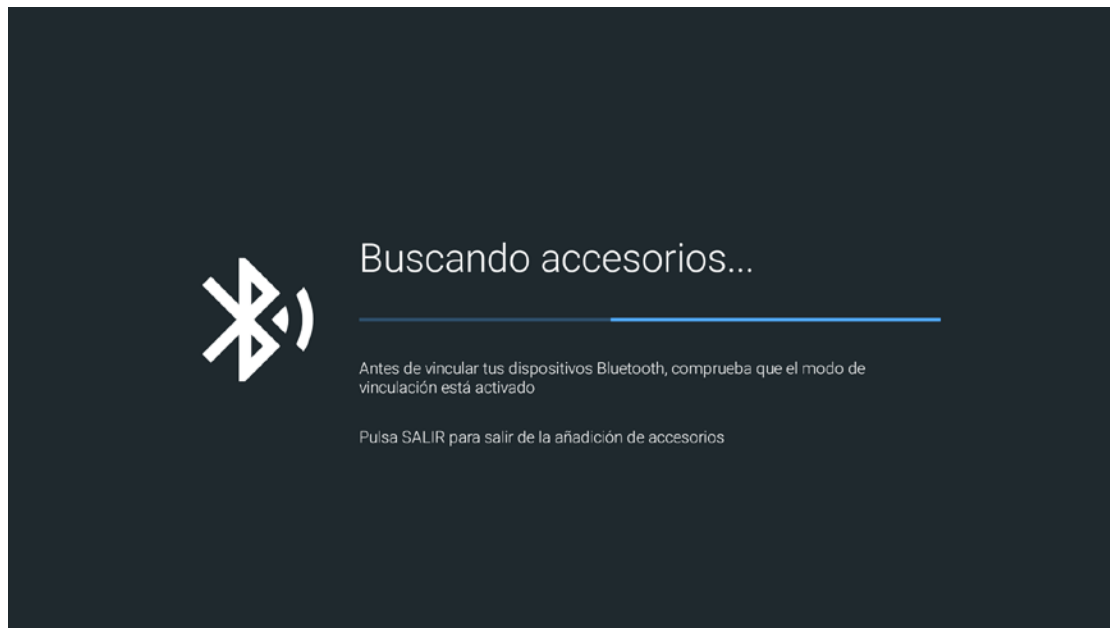 Buscando accesorios...
Antes de vincular tus dispositivos Bluetooth, comprueba que el modo de
vinculación está activado
Pulsa SALIR para salir de la añadición de accesorios